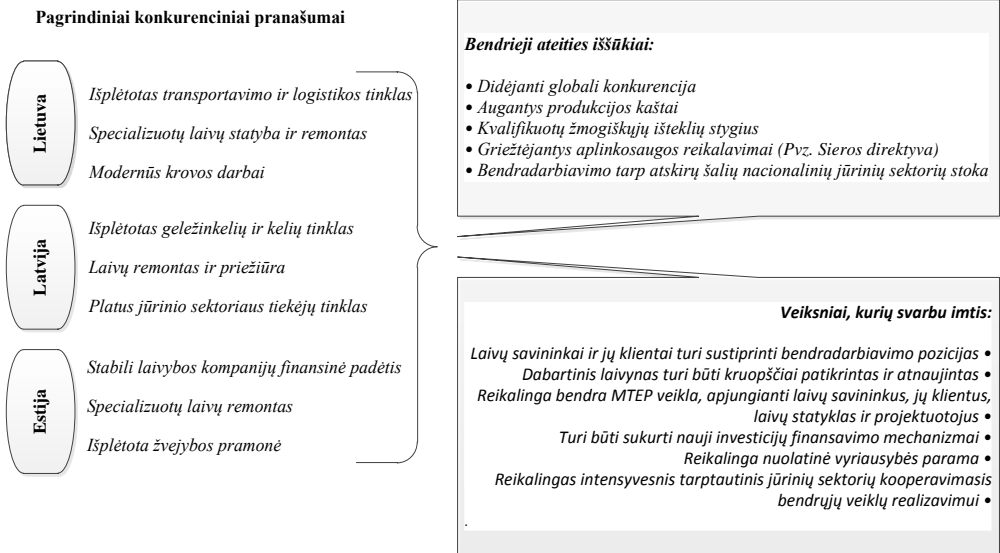 Pagrindiniai konkurenciniai pranašumai
Lietuva
Išplėtotas transportavimo ir logistikos tinklas
Specializuotų laivų statyba ir remontas
Modernūs krovos darbai
Latvija
Išplėtotas geležinkelių ir kelių tinklas
Laivų remontas ir priežiūra
Platus jūrinio sektoriaus tiekėjų tinklas
Estija
Stabili laivybos kompanijų finansinė padėtis
Specializuotų laivų remontas
Išplėtota žvejybos pramonė
Bendrieji ateities iššūkiai:
• Didėjanti globali konkurencija
• Augantys produkcijos kaštai
• Kvalifikuotų žmogiškųjų išteklių stygius
• Griežtėjantys aplinkosaugos reikalavimai (Pvz. Sieros direktyva)
• Bendradarbiavimo tarp atskirų šalių nacionalinių jūrinių sektorių stoka
Veiksniai, kurių svarbu imtis:
Laivų savininkai ir jų klientai turi sustiprinti bendradarbiavimo pozicijas •
Dabartinis laivynas turi būti kruopščiai patikrintas ir atnaujintas •
Reikalinga bendra MTEP veikla, apjungianti laivų savininkus, jų klientus,
laivų statyklas ir projektuotojus •
Turi būti sukurti nauji investicijų finansavimo mechanizmai •
Reikalinga nuolatinė vyriausybės parama •
Reikalingas intensyvesnis tarptautinis jūrinių sektorių kooperavimasis
bendrųjų veiklų realizavimui •
.